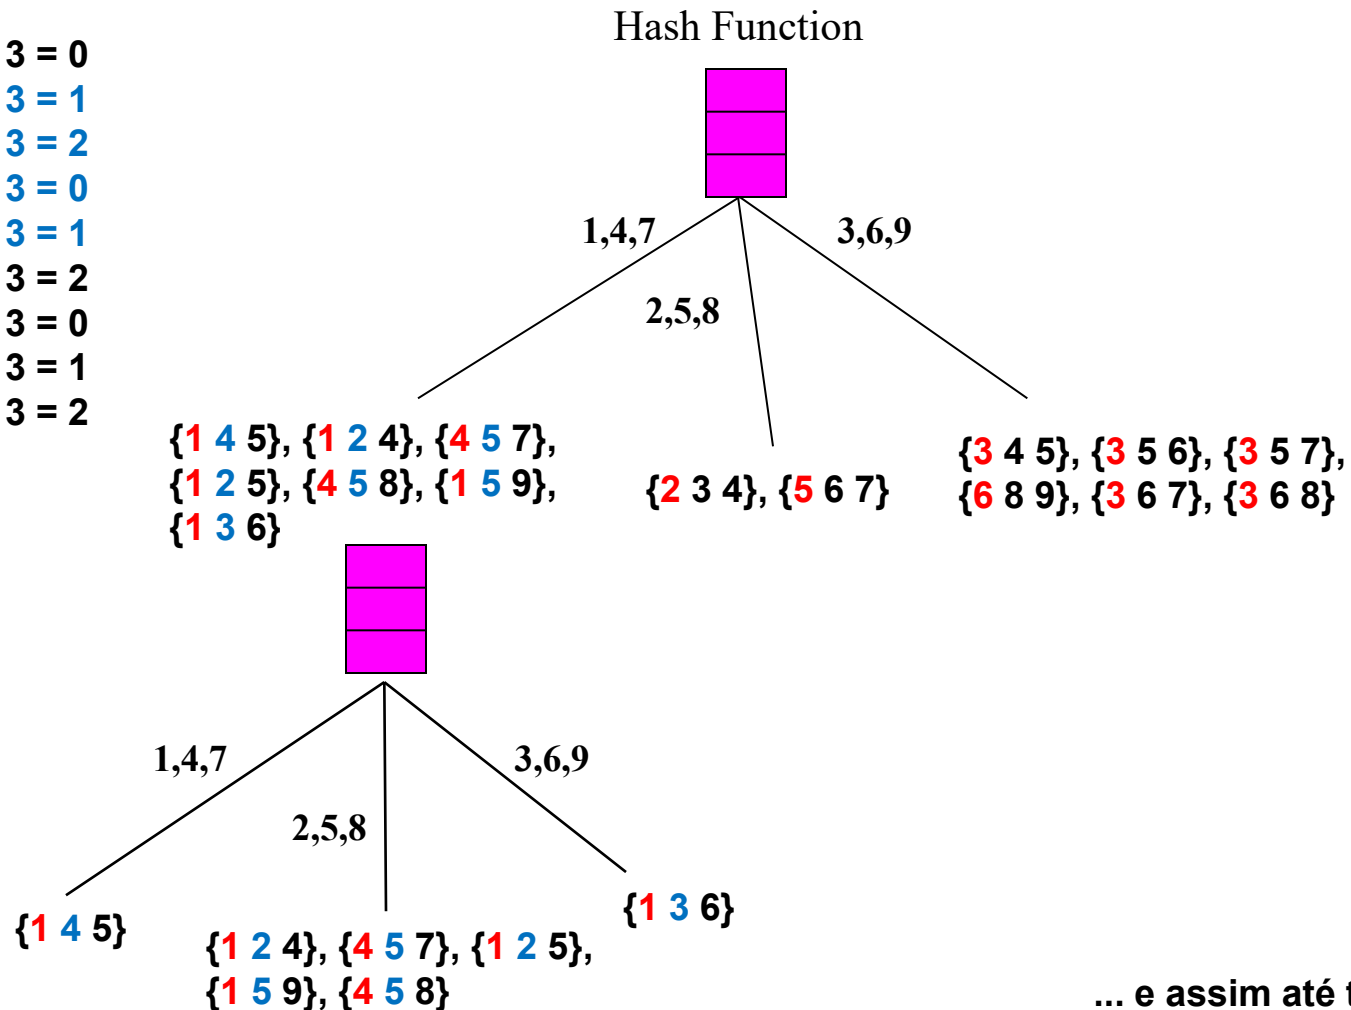 Hash Function
3 = 0
3 = 1
3 = 2
3 = 0
3 = 1
3 = 2
3 = 0
3 = 1
3 = 2
1,4,7
3,6,9
2,5,8
{1 4 5}, {1 2 4}, {4 5 7},
{1 2 5}, {4 5 8}, {1 5 9},
{1 3 6}
{2 3 4}, {5 6 7}
{3 4 5}, {3 5 6}, {3 5 7},
{6 8 9}, {3 6 7}, {3 6 8}
1,4,7
3,6,9
2,5,8
{1 4 5}
{1 2 4}, {4 5 7}, {1 2 5},
{1 5 9}, {4 5 8}
{1 3 6}
... e assim até